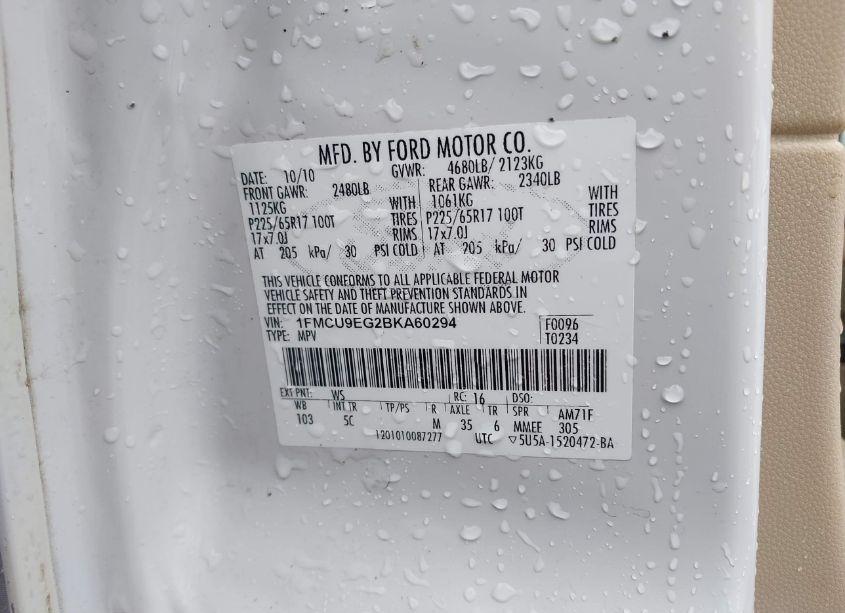 MFD. BY FORD MOTOR CO.
DATE: 10/10 GVWR: 4680LB/ 2123KG
FRONT GAWR: 2480LB REAR GAWR: 2340LB
1125KG WITH 1061KG WITH
P225/65R17 100T TIRES P225/65R17 100T TIRES
17x7.0J RIMS 17x7.0J RIMS
AT 205 kPa/ 30 PSI COLD AT 205 kPa/ 30 PSI COLD
THIS VEHICLE CONFORMS TO ALL APPLICABLE FEDERAL MOTOR
VEHICLE SAFETY AND THEFT PREVENTION STANDARDS IN
EFFECT ON THE DATE OF MANUFACTURE SHOWN ABOVE.
VIN: 1FMCU9EG2BKA60294 F0096
TYPE: MPV T0234
EXT PNT: WS RC: 16 DSO:
WB INT TR TP/PS R AXLE TR SPR AM71F
103 5C M 35 6 MMEE 305
1201010087277 UTC ▽5U5A-1520472-BA